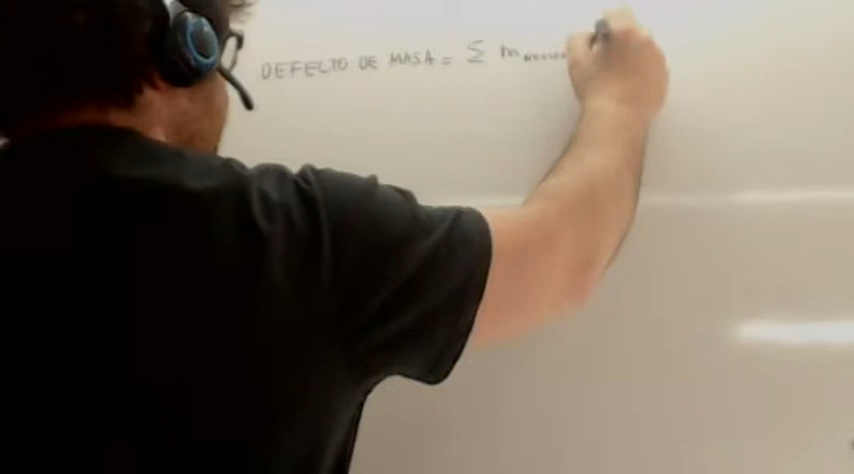 DEFECTO DE MASA = Σ m